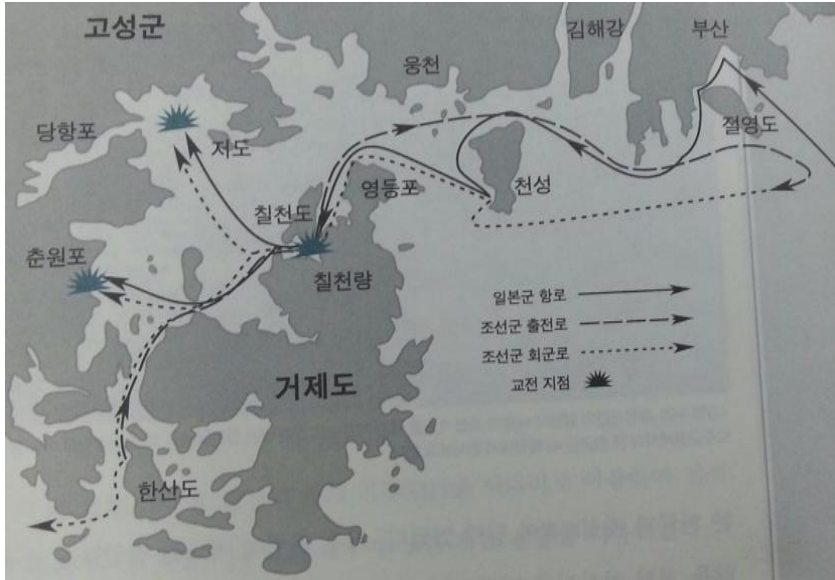 고성군
김해강
부산
웅천
당항포
저도
절영도
영등포
천성
칠천도
춘원포
칠천량
일본군 항로
조선군 출전로
조선군 회군로
교전 지점
거제도
한산도